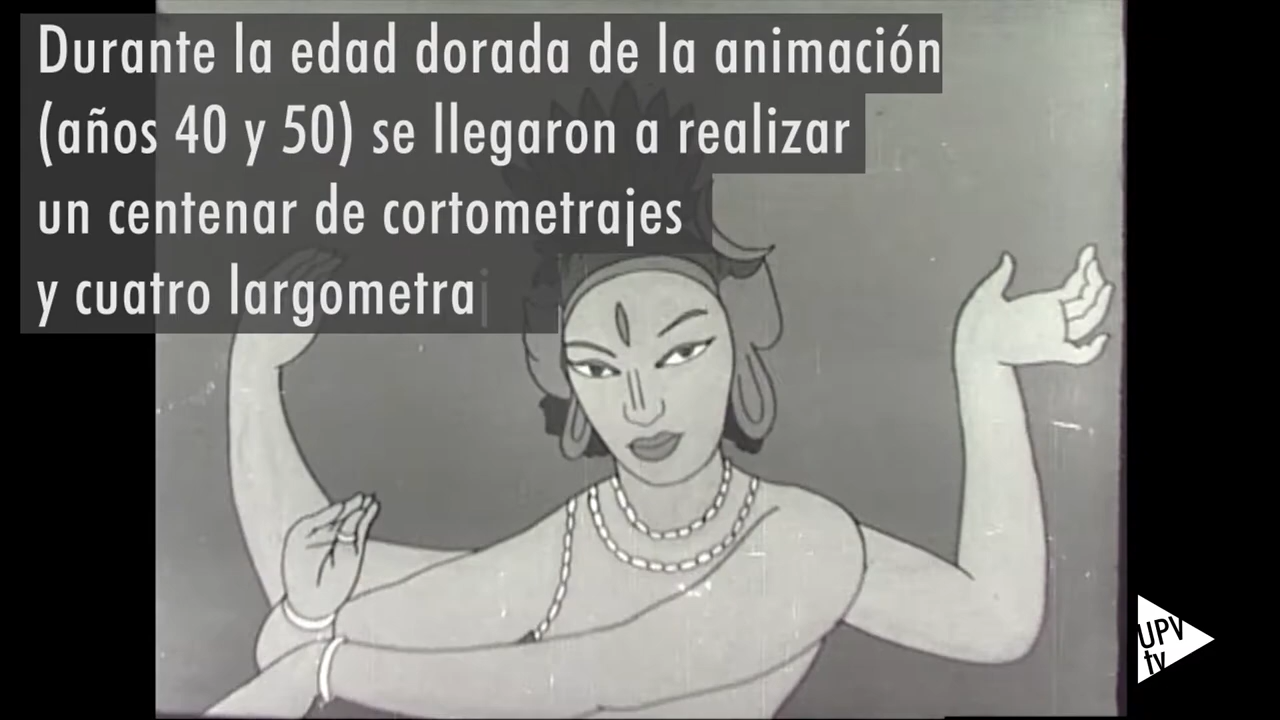 Durante la edad dorada de la animación
(años 40 y 50) se llegaron a realizar
un centenar de cortometrajes
y cuatro largometraj
UPV
tv